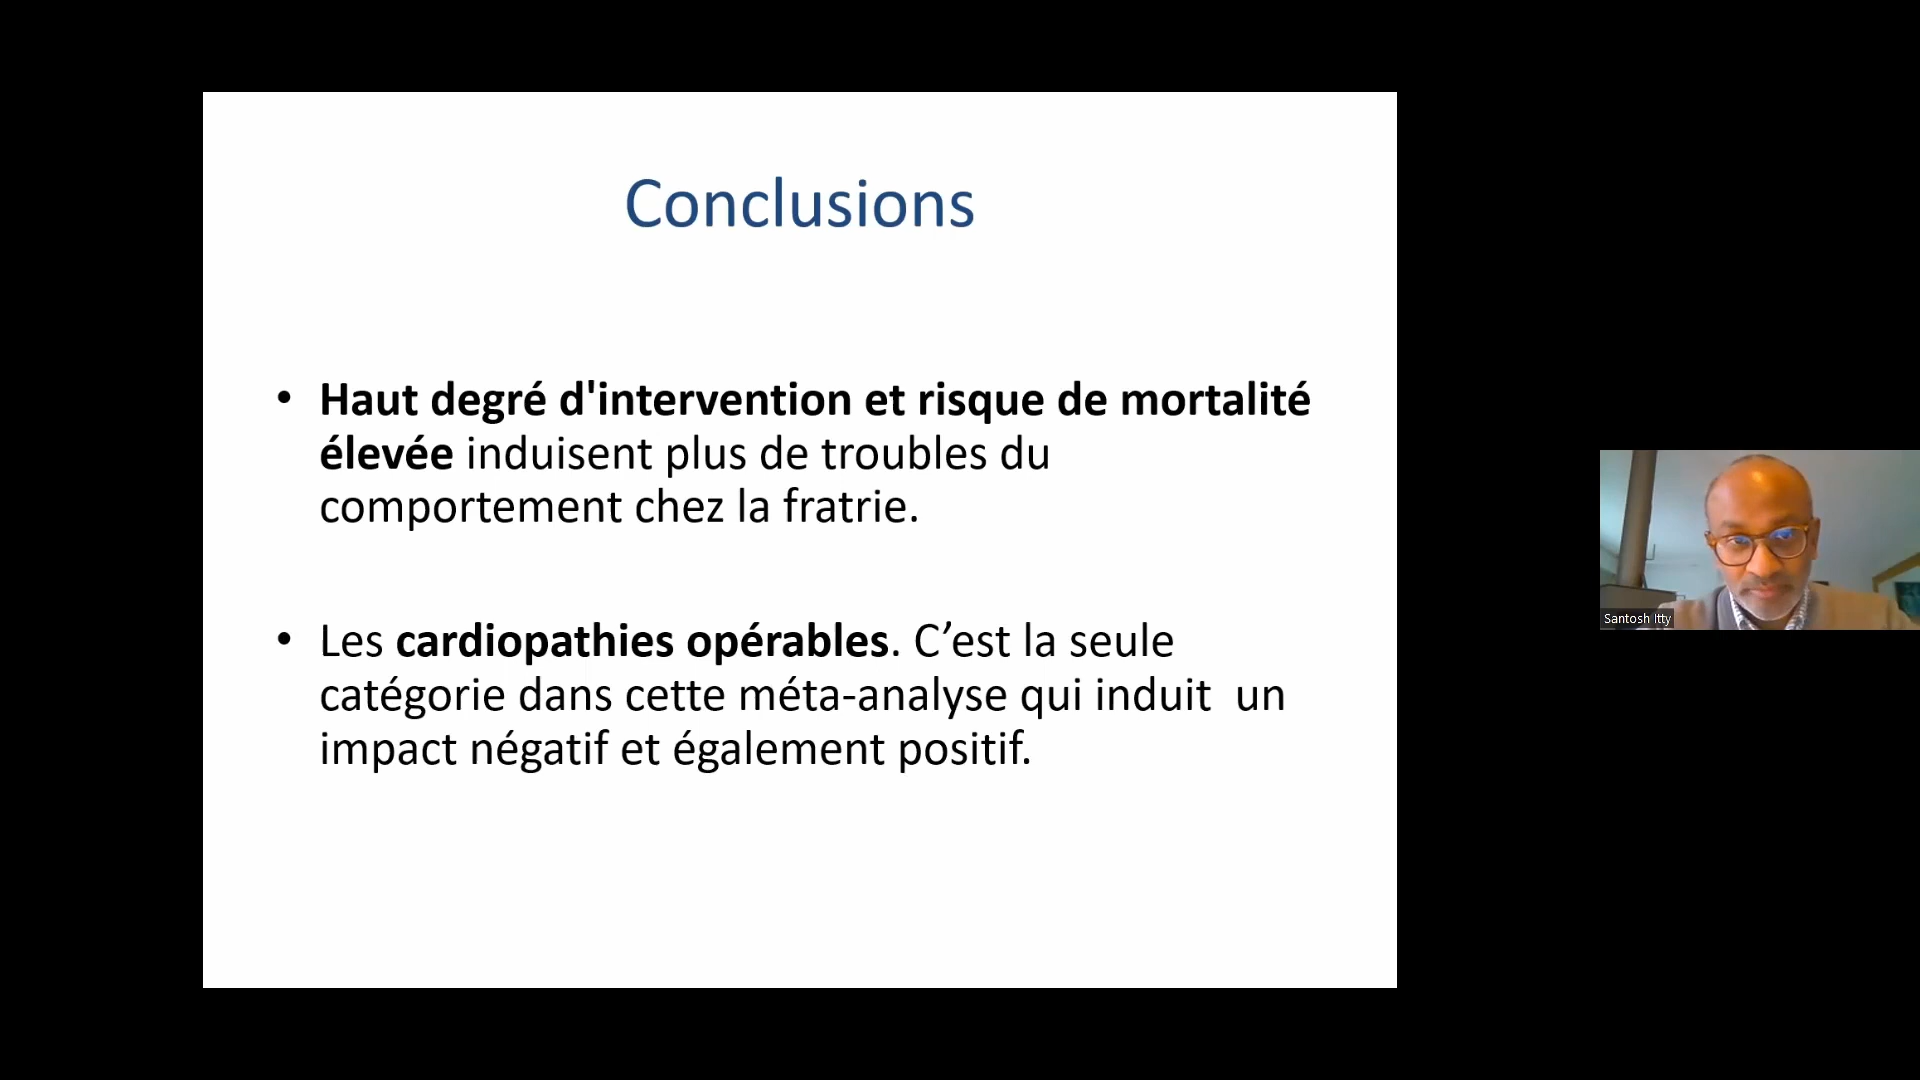 Conclusions
• Haut degré d'intervention et risque de mortalité
élevée induisent plus de troubles du
comportement chez la fratrie.
• Les cardiopathies opérables. C’est la seule
catégorie dans cette méta-analyse qui induit  un
impact négatif et également positif.
Santosh Itty